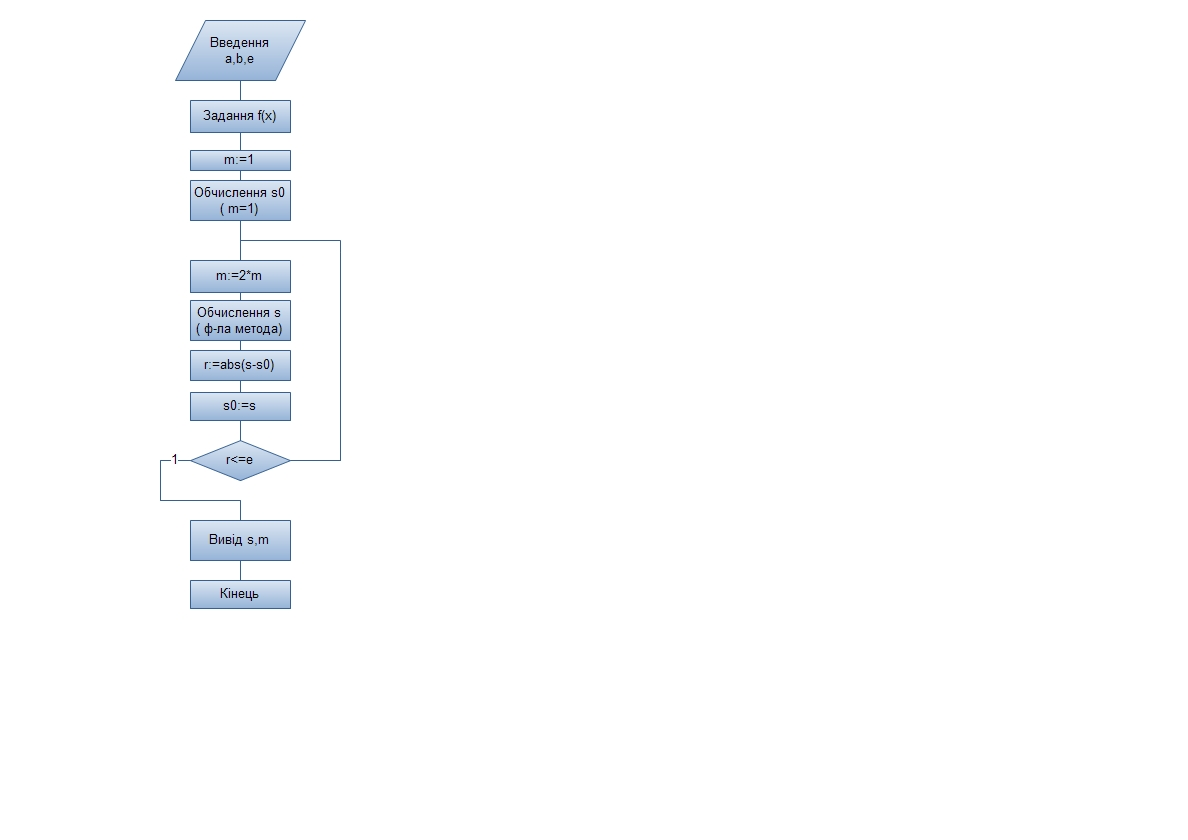 Введення
a,b,e
Задання f(x)
m:=1
Обчислення s0
( m=1)
m:=2*m
Обчислення s
( ф-ла метода)
r:=abs(s-s0)
s0:=s
1
r<=e
Вивід s,m
Кінець